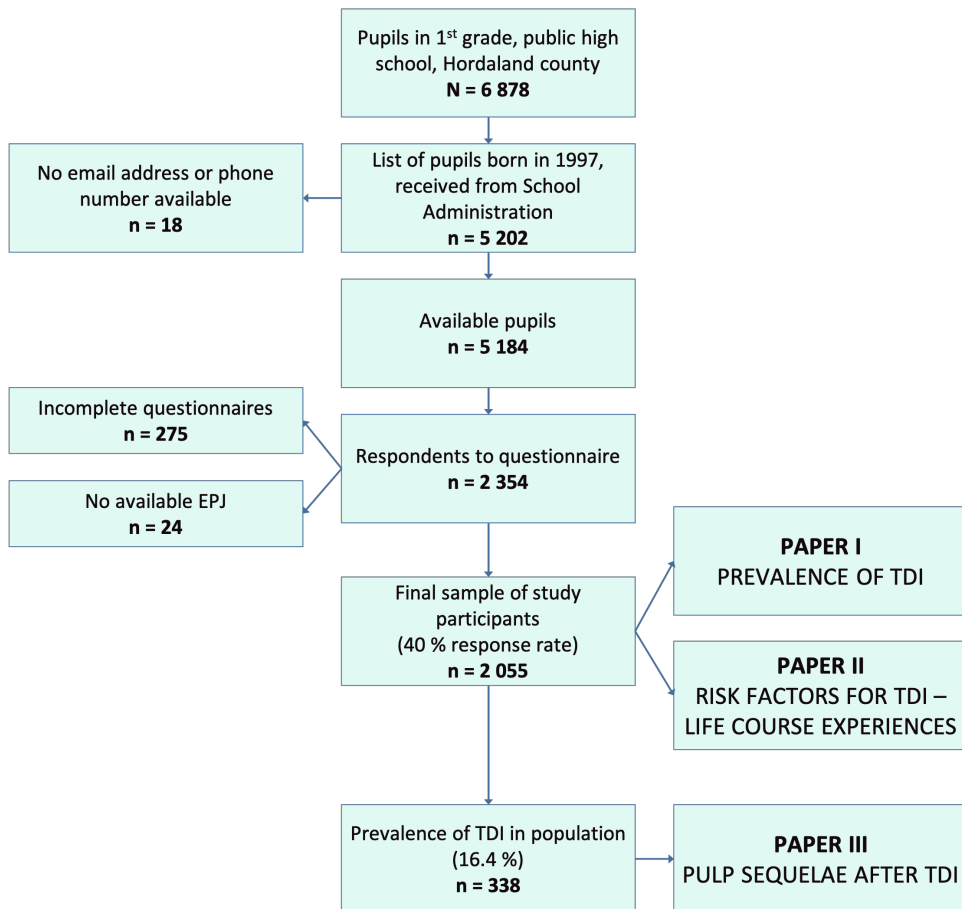 Pupils in 1st grade, public high
school, Hordaland county
N = 6 878
No email address or phone
number available
n = 18
List of pupils born in 1997,
received from School
Administration
n = 5 202
Available pupils
n = 5 184
Incomplete questionnaires
n = 275
No available EPJ
n = 24
Respondents to questionnaire
n = 2 354
Final sample of study
participants
(40 % response rate)
n = 2 055
PAPER I
PREVALENCE OF TDI
PAPER II
RISK FACTORS FOR TDI –
LIFE COURSE EXPERIENCES
Prevalence of TDI in population
(16.4 %)
n = 338
PAPER III
PULP SEQUELAE AFTER TDI